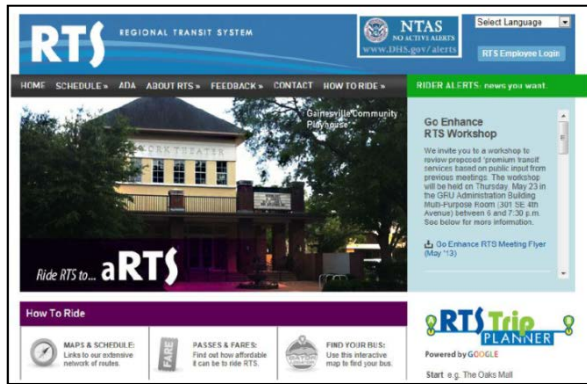 RTS
REGIONAL TRANSIT SYSTEM
NTAS
NO ACTIVE ALERTS
www.DHS.gov/alerts
Select Language
RTS Employee Login
HOME SCHEDULE » ADA ABOUT RTS » FEEDBACK » CONTACT HOW TO RIDE »
RIDER ALERTS: news you want.
Gainesville Community
Playhouse
Ride RTS to... aRTS
Go Enhance
RTS Workshop
We invite you to a workshop to
review proposed 'premium transit'
services based on public input from
previous meetings. The workshop
will be held on Thursday, May 23 in
the GRU Administration Building
Multi-Purpose Room (301 SE 4th
Avenue) between 6 and 7:30 p.m.
See below for more information.
Go Enhance RTS Meeting Flyer
(May '13)
How To Ride
MAPS & SCHEDULE:
Links to our extensive
network of routes.
FARE
PASSES & FARES:
Find out how affordable
it can be to ride RTS.
FIND YOUR BUS:
Use this interactive
map to find your bus.
RTS Trip
PLANNER
Powered by GOOGLE
Start e.g. The Oaks Mall